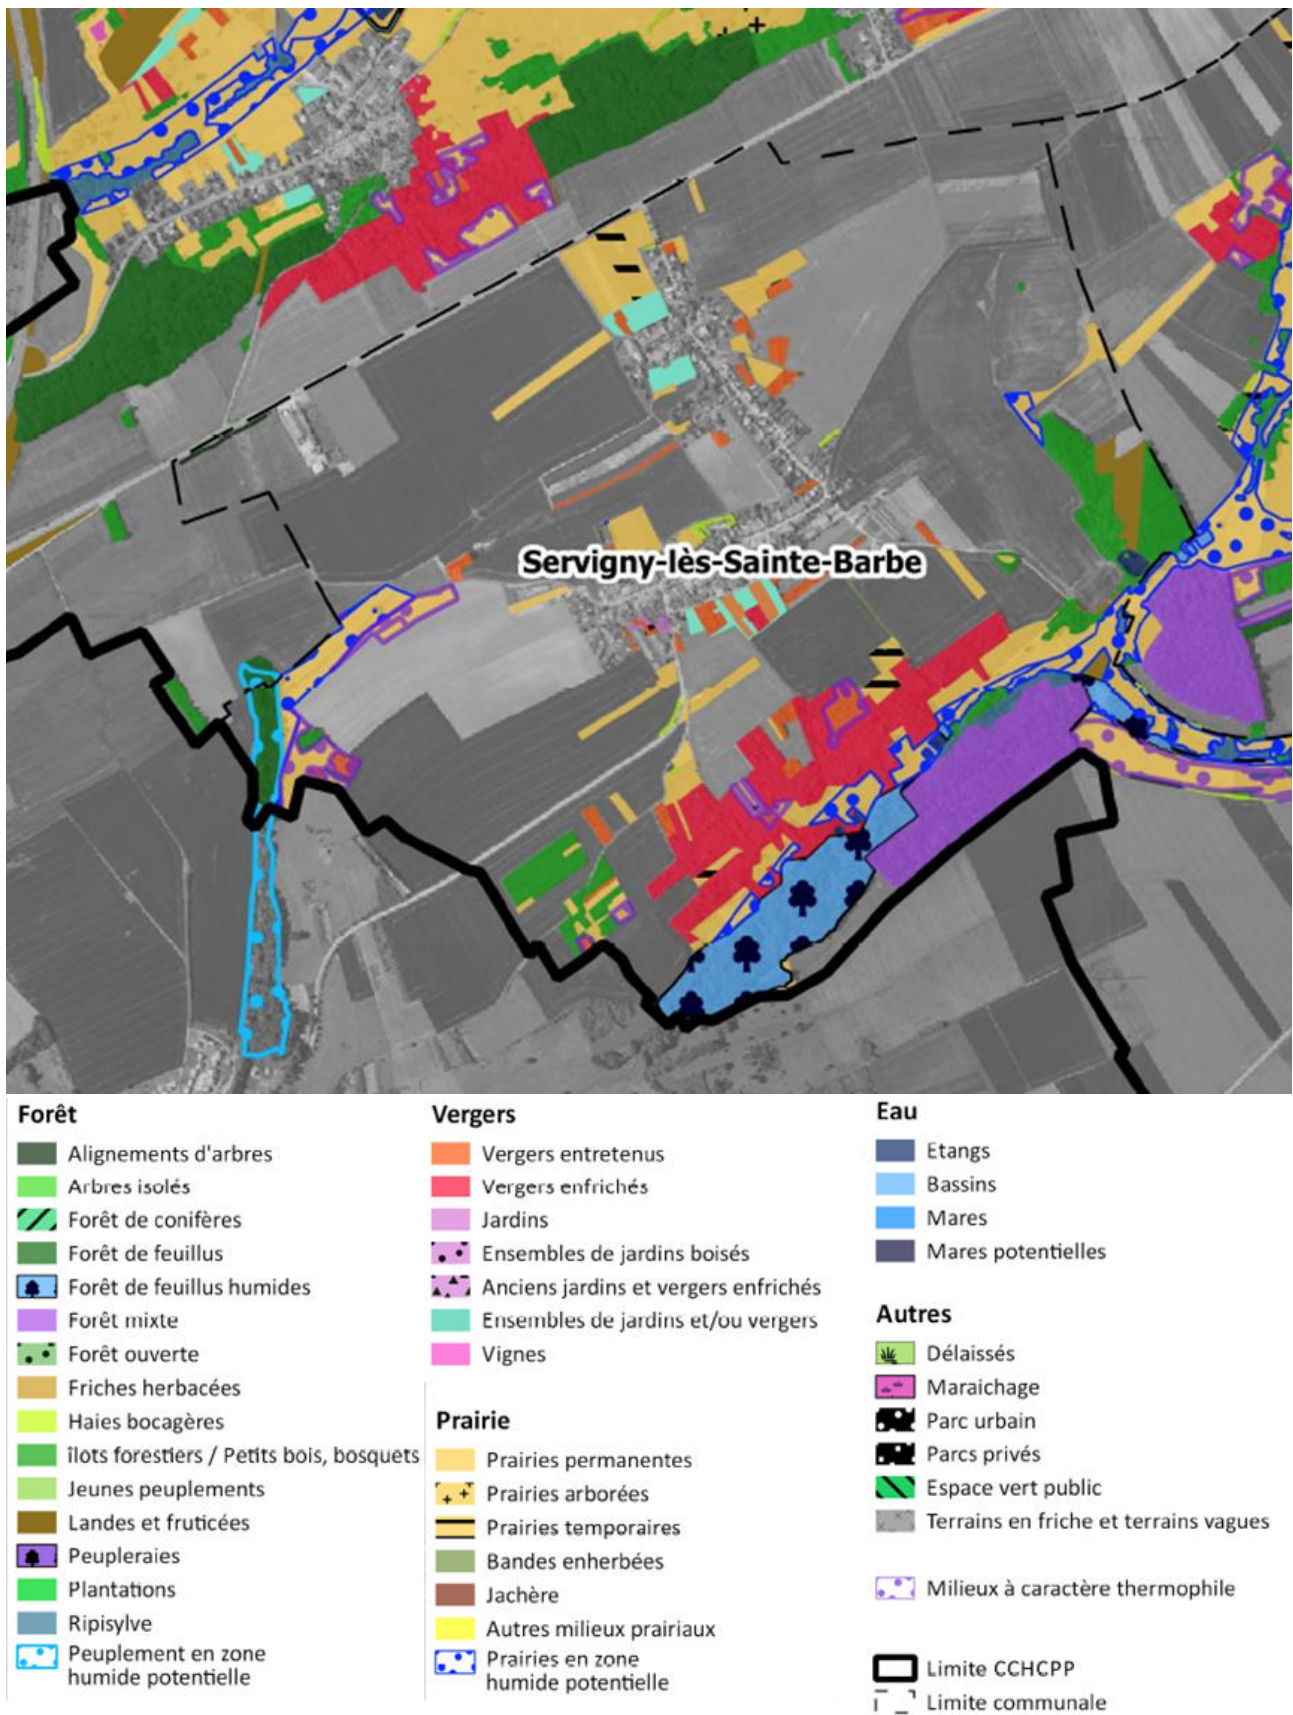 Servigny-lès-Sainte-Barbe
Forêt
Alignements d'arbres
Arbres isolés
Forêt de conifères
Forêt de feuillus
Forêt de feuillus humides
Forêt mixte
Forêt ouverte
Friches herbacées
Haies bocagères
îlots forestiers / Petits bois, bosquets
Jeunes peuplements
Landes et fruticées
Peupleraies
Plantations
Ripisylve
Peuplement en zone
humide potentielle
Vergers
Vergers entretenus
Vergers enfrichés
Jardins
Ensembles de jardins boisés
Anciens jardins et vergers enfrichés
Ensembles de jardins et/ou vergers
Vignes
Prairie
Prairies permanentes
Prairies arborées
Prairies temporaires
Bandes enherbées
Jachère
Autres milieux prairiaux
Prairies en zone
humide potentielle
Eau
Etangs
Bassins
Mares
Mares potentielles
Autres
Délaissés
Maraichage
Parc urbain
Parcs privés
Espace vert public
Terrains en friche et terrains vagues
Milieux à caractère thermophile
Limite CCHCPP
Limite communale